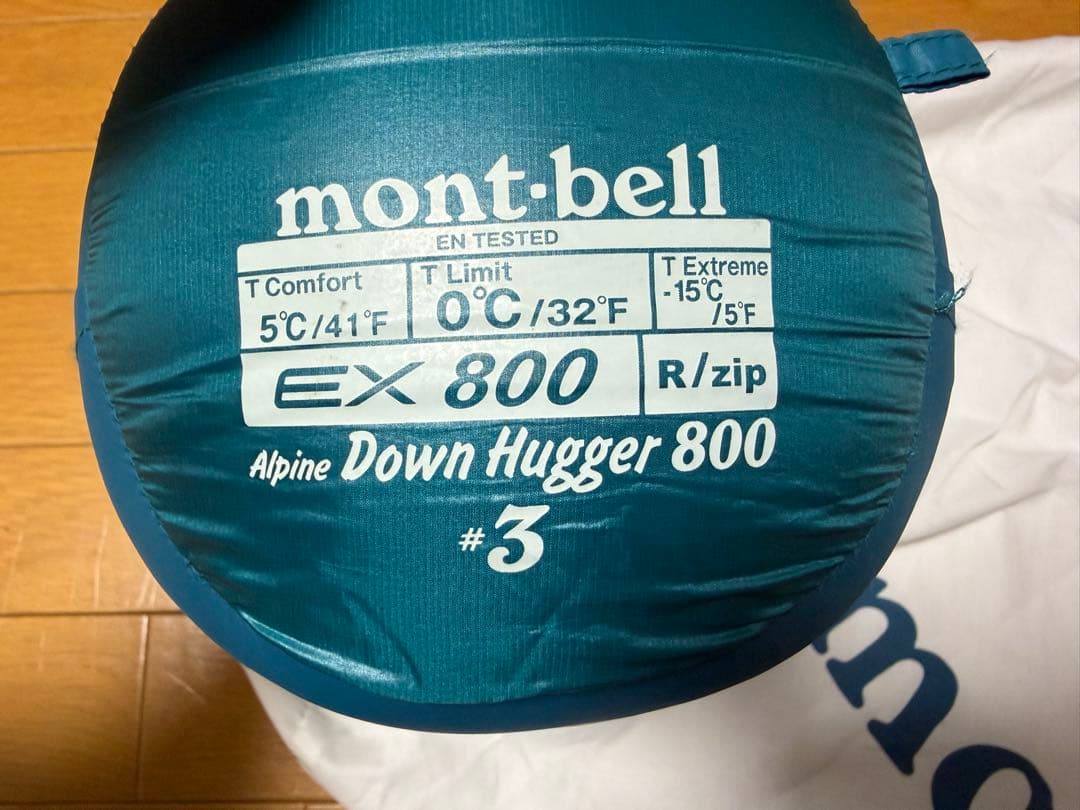 mont·bell
EN TESTED
T Comfort
5°C/41°F
T Limit
0°C/32°F
T Extreme
-15°C
/5°F
EX 800
R/zip
Alpine Down Hugger 800
#3
mo